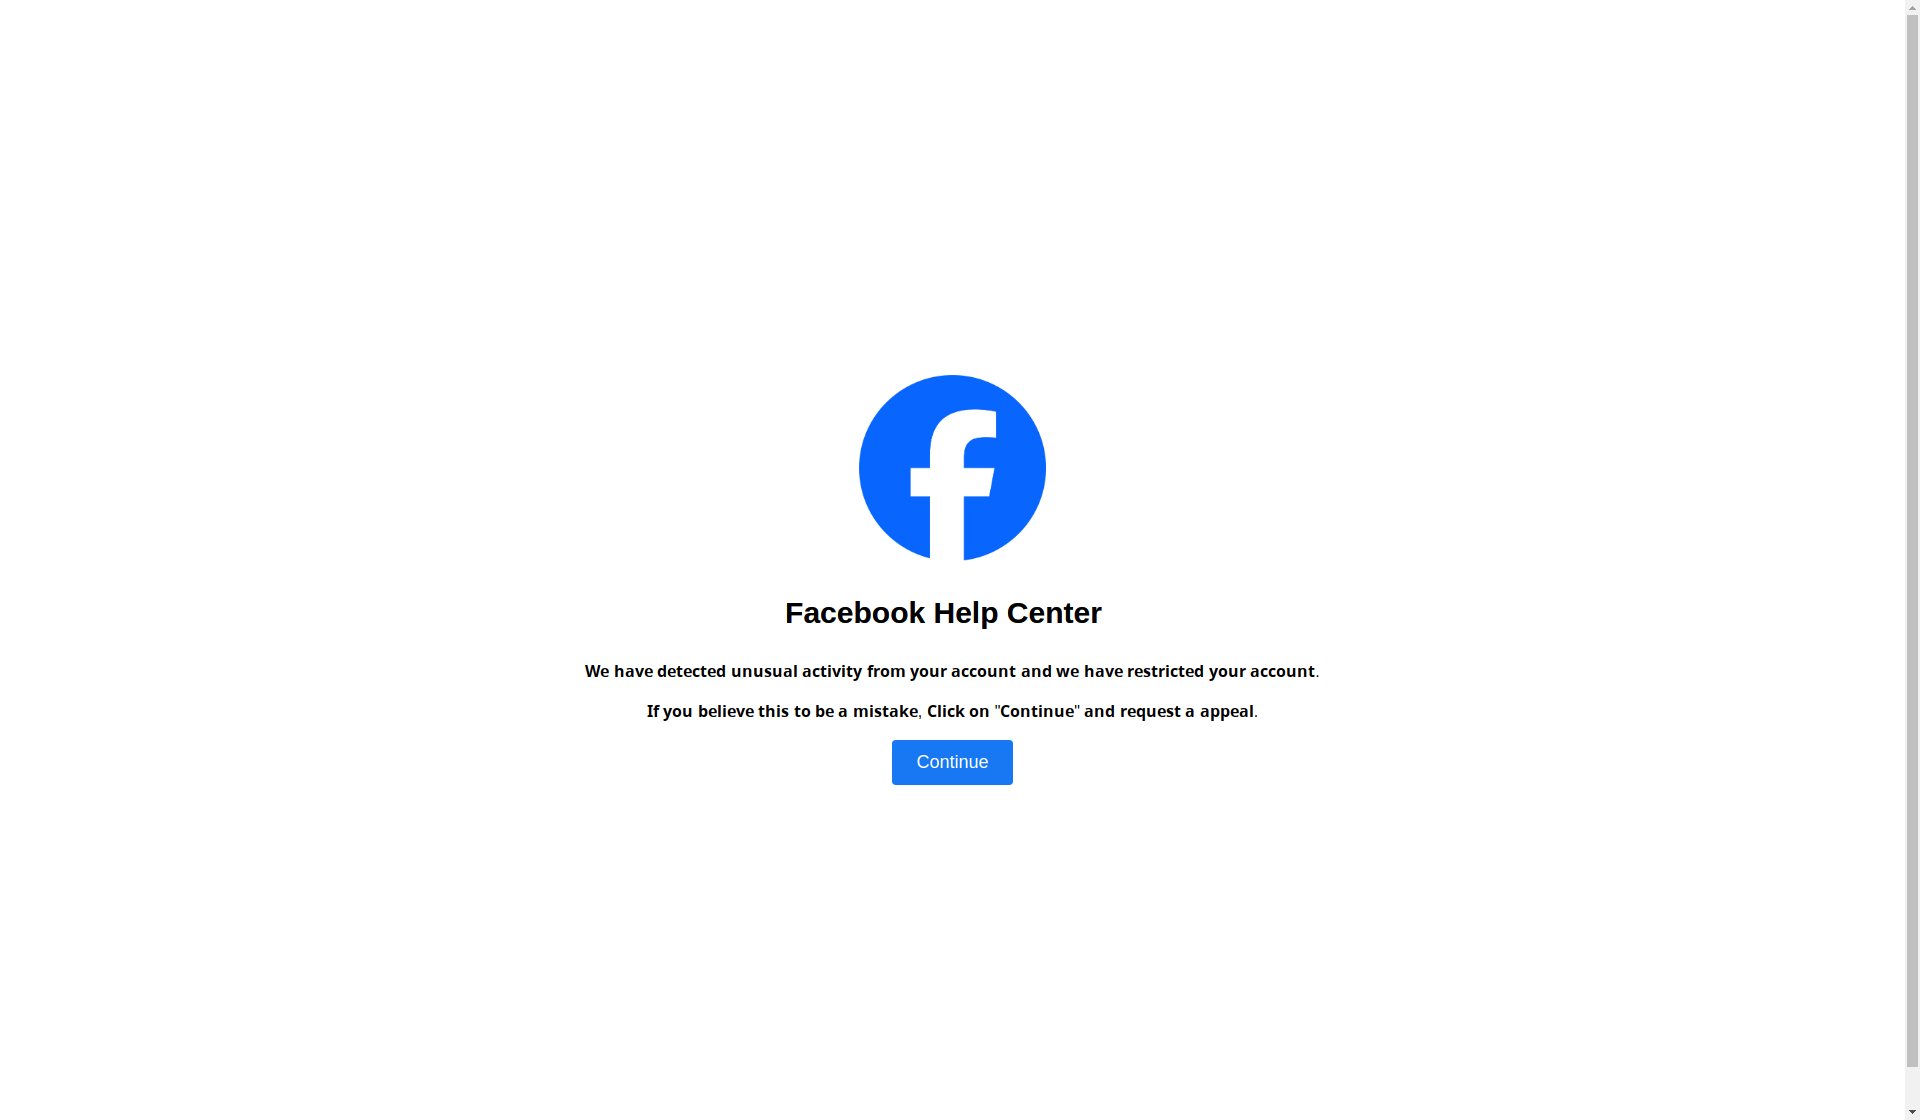 Facebook Help Center
We have detected unusual activity from your account and we have restricted your account.
If you believe this to be a mistake, Click on "Continue" and request a appeal.
Continue